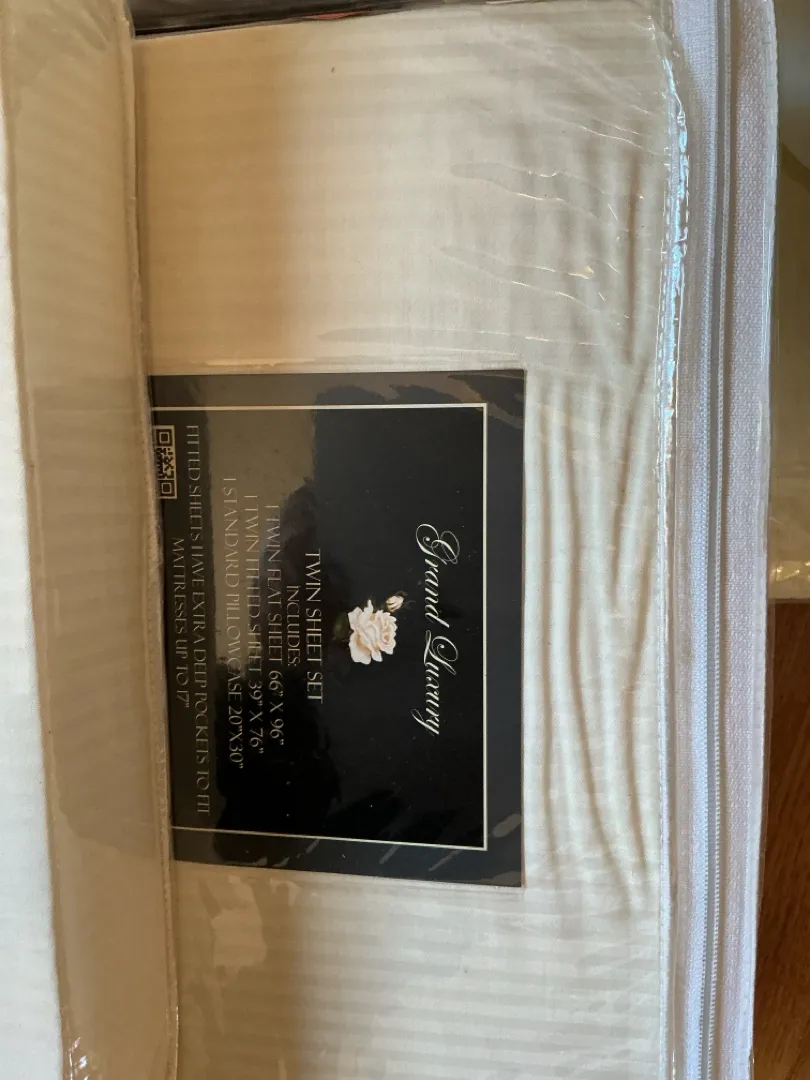 Grand Luxury
TWIN SHEET SET
INCLUDES:
1 TWIN FLAT SHEET 66" X 96"
1 TWIN FITTED SHEET 39" X 76"
1 STANDARD PILLOWCASE 20"X30"
FITTED SHEETS HAVE EXTRA DEEP POCKETS TO FIT
MATTRESSES UP TO 17"